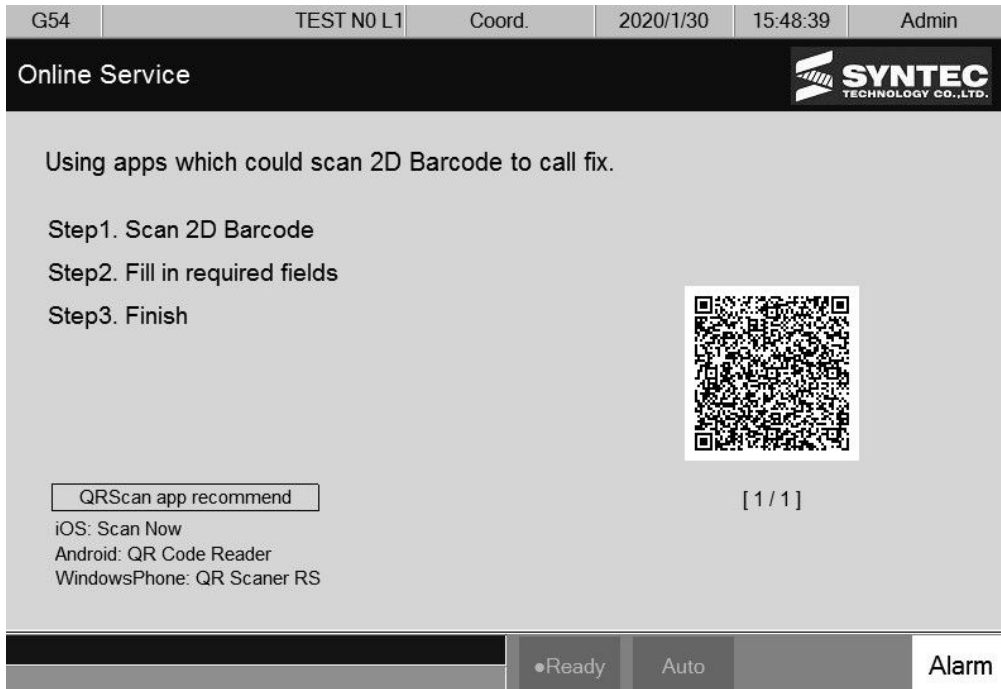 G54 TEST N0 L1 Coord. 2020/1/30 15:48:39 Admin
Online Service
SYNTEC
TECHNOLOGY CO.,LTD.
Using apps which could scan 2D Barcode to call fix.
Step1. Scan 2D Barcode
Step2. Fill in required fields
Step3. Finish
QRScan app recommend
[ 1 / 1 ]
iOS: Scan Now
Android: QR Code Reader
WindowsPhone: QR Scaner RS
●Ready Auto Alarm